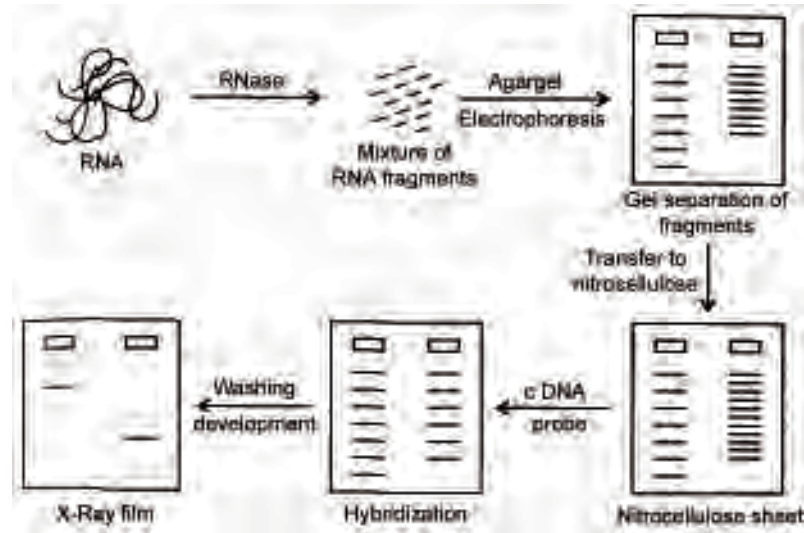 RNase
RNA
Mixture of
RNA fragments
Agargel
Electrophoresis
Gel separation of
fragments
Transfer to
nitrosellulose
Nitrocellulose sheet
c DNA
probe
Hybridization
Washing
development
X-Ray film